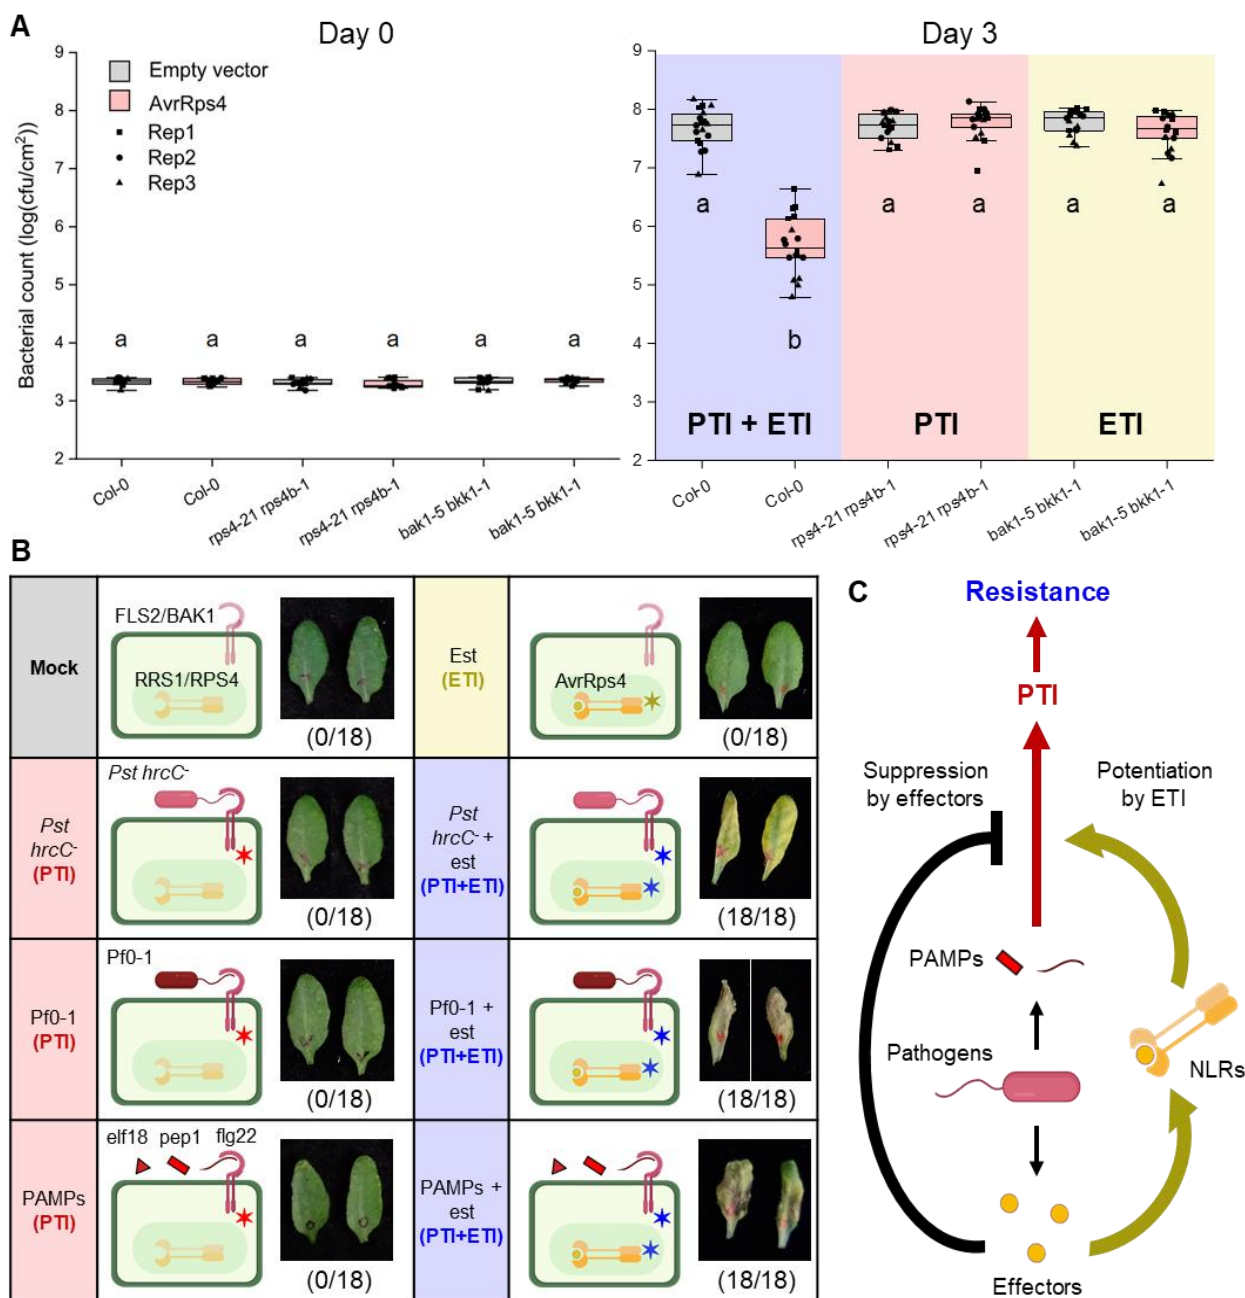 A
Day 0
Day 3
Bacterial count (log(cfu/cm²))
9
8
7
6
5
4
3
2
Empty vector
AvrRps4
Rep1
Rep2
Rep3
a a a a a a
Col-0
Col-0
rps4-21 rps4b-1
rps4-21 rps4b-1
bak1-5 bkk1-1
bak1-5 bkk1-1
9
8
7
6
5
4
3
2
a a a a a
b
PTI + ETI PTI ETI
Col-0
Col-0
rps4-21 rps4b-1
rps4-21 rps4b-1
bak1-5 bkk1-1
bak1-5 bkk1-1
B
Mock
FLS2/BAK1
RRS1/RPS4
(0/18)
Est
(ETI)
AvrRps4
(0/18)
Pst
hrcC-
(PTI)
Pst hrcC-
(0/18)
Pst
hrcC- +
est
(PTI+ETI)
(18/18)
Pf0-1
(PTI)
Pf0-1
(0/18)
Pf0-1 +
est
(PTI+ETI)
(18/18)
PAMPs
(PTI)
elf18 pep1 flg22
(0/18)
PAMPs +
est
(PTI+ETI)
(18/18)
C
Resistance
PTI
Suppression
by effectors
Potentiation
by ETI
PAMPs
Pathogens
NLRs
Effectors